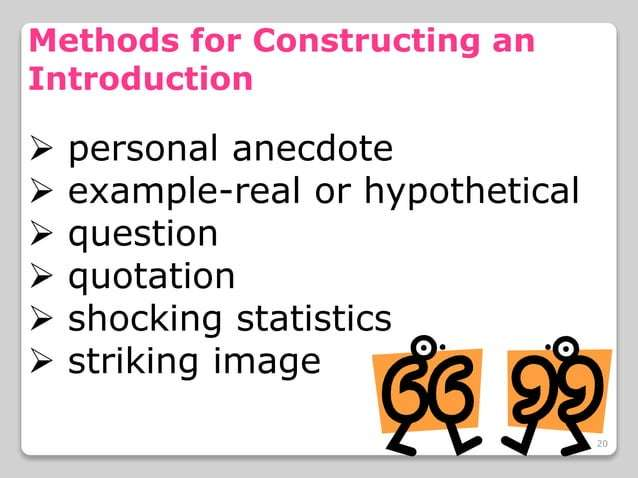 Methods for Constructing an
Introduction
➢ personal anecdote
➢ example-real or hypothetical
➢ question
➢ quotation
➢ shocking statistics
➢ striking image
“ ”
20